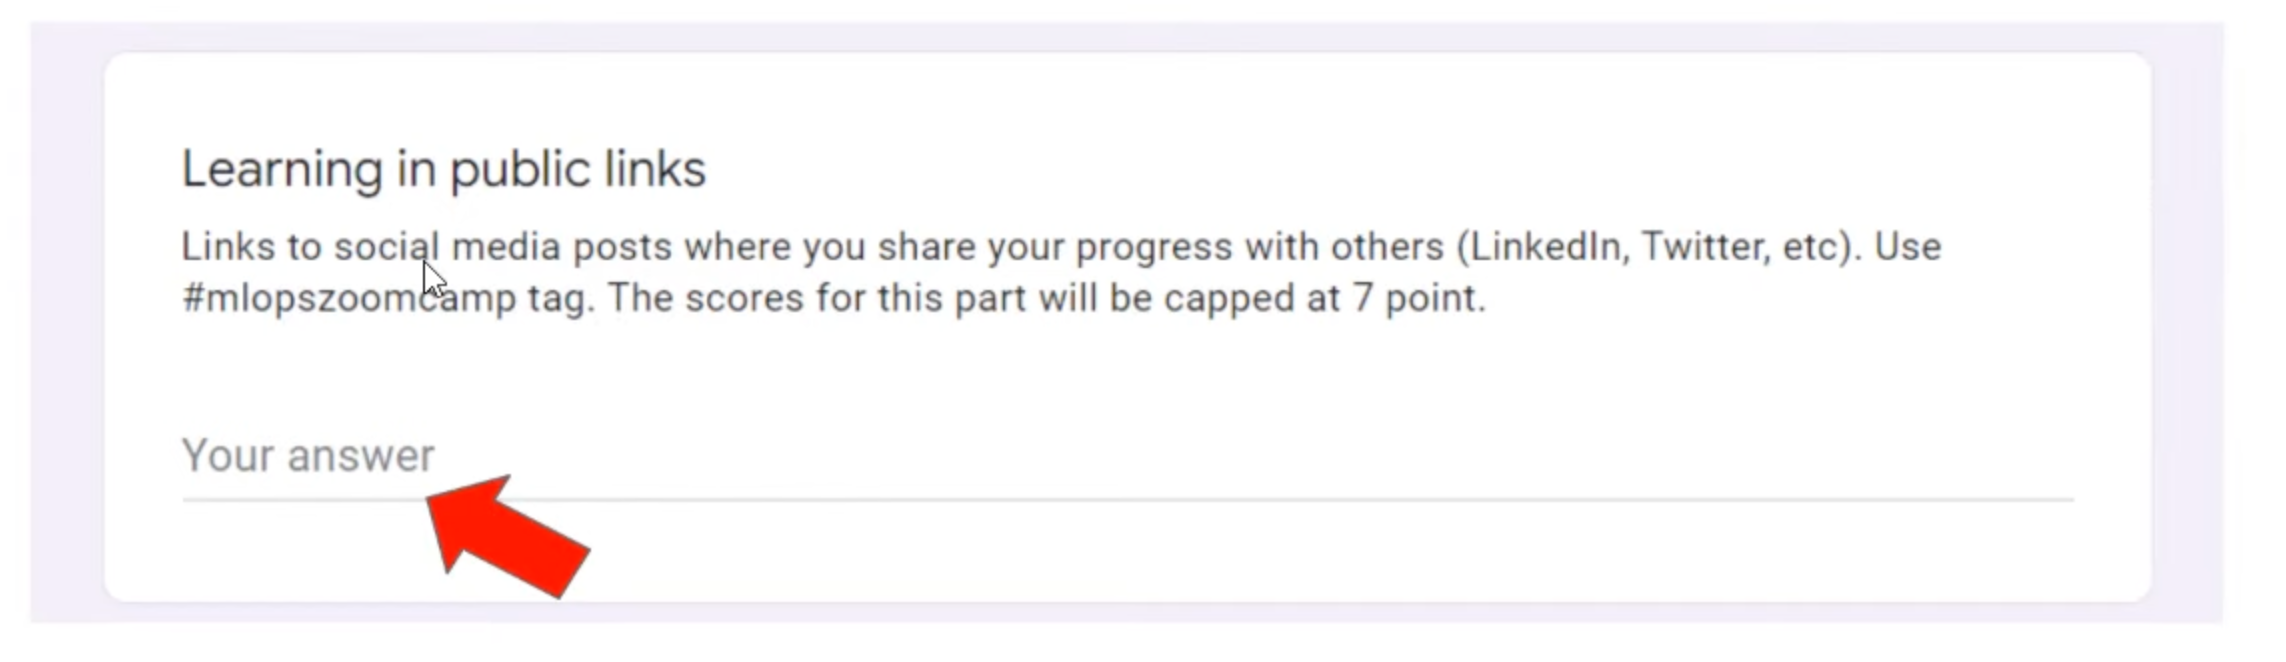 Learning in public links
Links to social media posts where you share your progress with others (LinkedIn, Twitter, etc). Use
#mlopszoomcamp tag. The scores for this part will be capped at 7 point.
Your answer